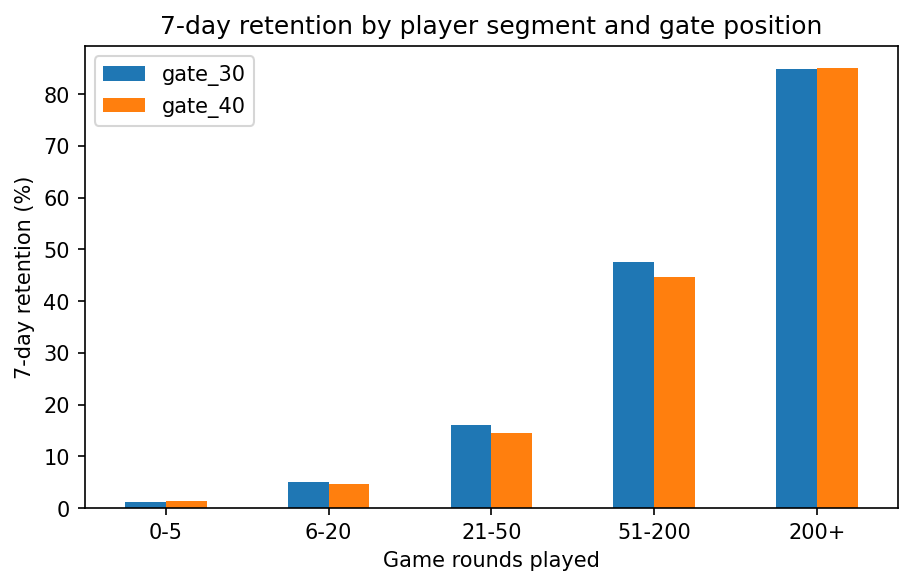 7-day retention by player segment and gate position
gate_30
gate_40
7-day retention (%)
80
70
60
50
40
30
20
10
0
0-5 6-20 21-50 51-200 200+
Game rounds played